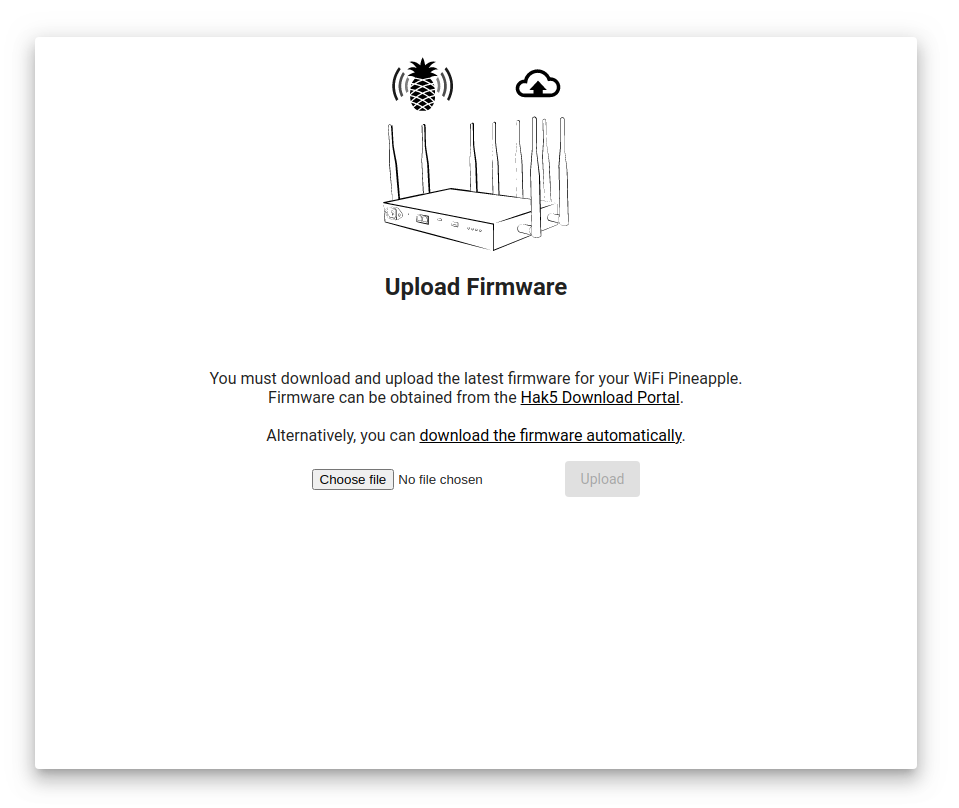 Upload Firmware
You must download and upload the latest firmware for your WiFi Pineapple.
Firmware can be obtained from the Hak5 Download Portal.
Alternatively, you can download the firmware automatically.
Choose file No file chosen Upload